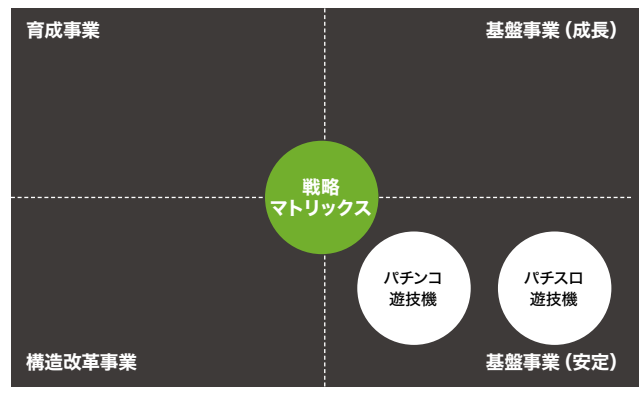 育成事業
基盤事業（成長）
戦略
マトリックス
パチンコ
遊技機
パチスロ
遊技機
構造改革事業
基盤事業（安定）